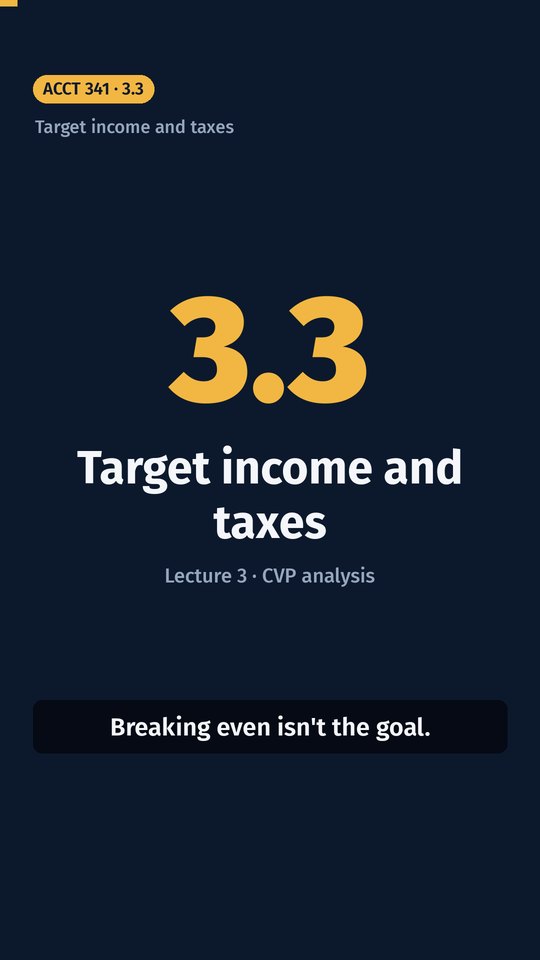 ACCT 341 · 3.3
Target income and taxes
3.3
Target income and
taxes
Lecture 3 · CVP analysis
Breaking even isn't the goal.